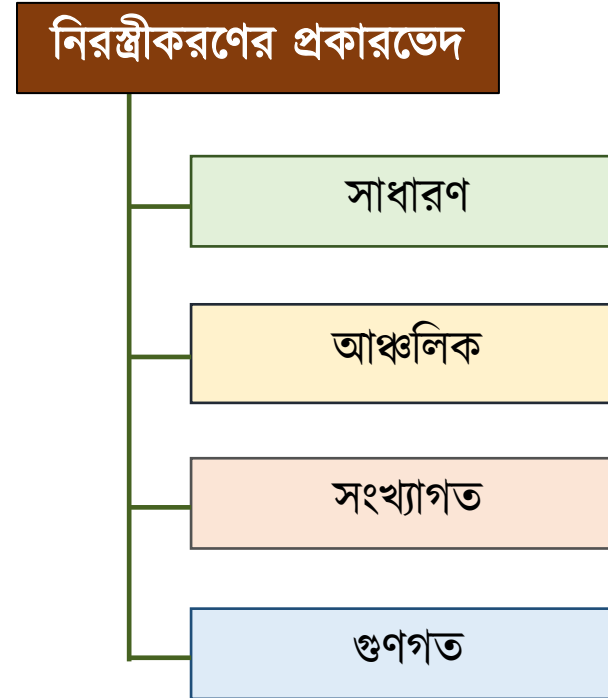 নিরস্ত্রীকরণের প্রকারভেদ
সাধারণ
আঞ্চলিক
সংখ্যাগত
গুণগত